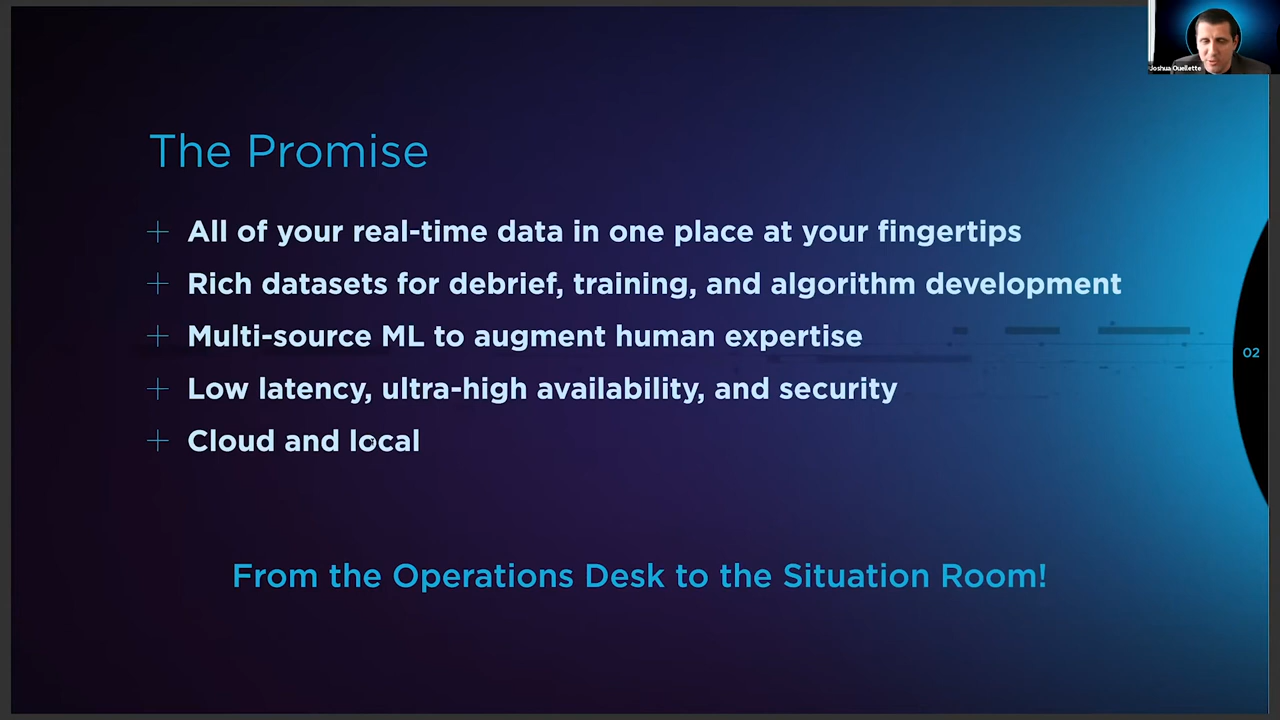 Joshua Ouellette
The Promise
All of your real-time data in one place at your fingertips
Rich datasets for debrief, training, and algorithm development
Multi-source ML to augment human expertise
Low latency, ultra-high availability, and security
Cloud and local
02
From the Operations Desk to the Situation Room!